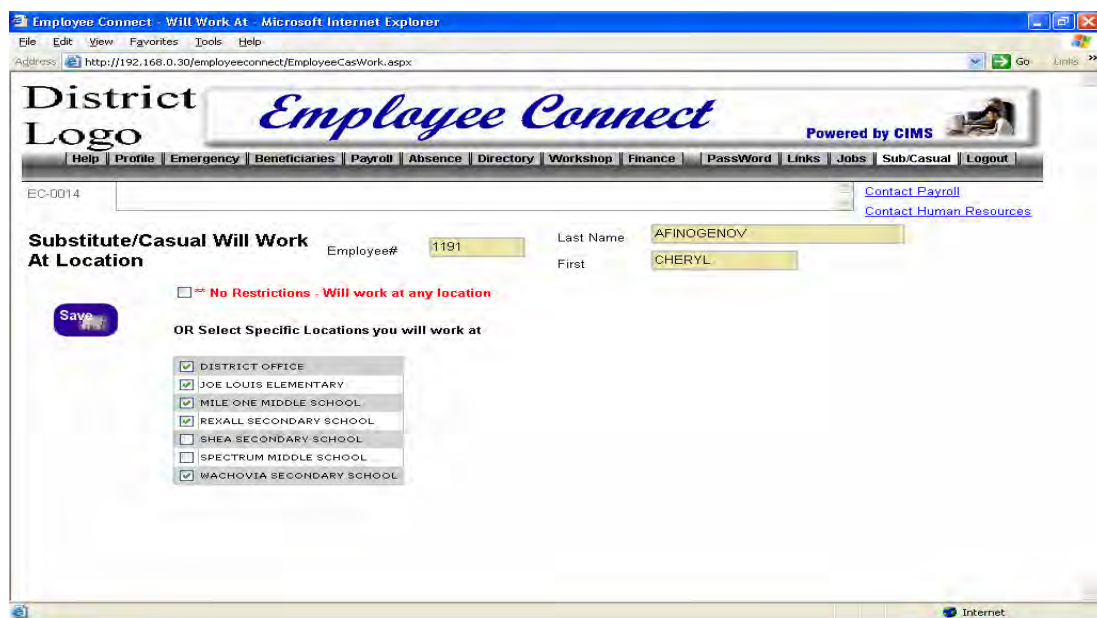 Employee Connect - Will Work At - Microsoft Internet Explorer
File Edit View Favorites Tools Help
Address http://192.168.0.30/employeeconnect/EmployeeCasWork.aspx Go Links »
District Logo
Employee Connect
Powered by CIMS
Help Profile Emergency Beneficiaries Payroll Absence Directory Workshop Finance PassWord Links Jobs Sub/Casual Logout
EC-0014
Contact Payroll
Contact Human Resources
Substitute/Casual Will Work At Location
Employee# 1191
Last Name AFINOGENOV
First CHERYL
** No Restrictions - Will work at any location
Save
OR Select Specific Locations you will work at
DISTRICT OFFICE
JOE LOUIS ELEMENTARY
MILE ONE MIDDLE SCHOOL
REXALL SECONDARY SCHOOL
SHEA SECONDARY SCHOOL
SPECTRUM MIDDLE SCHOOL
WACHOVIA SECONDARY SCHOOL
Internet